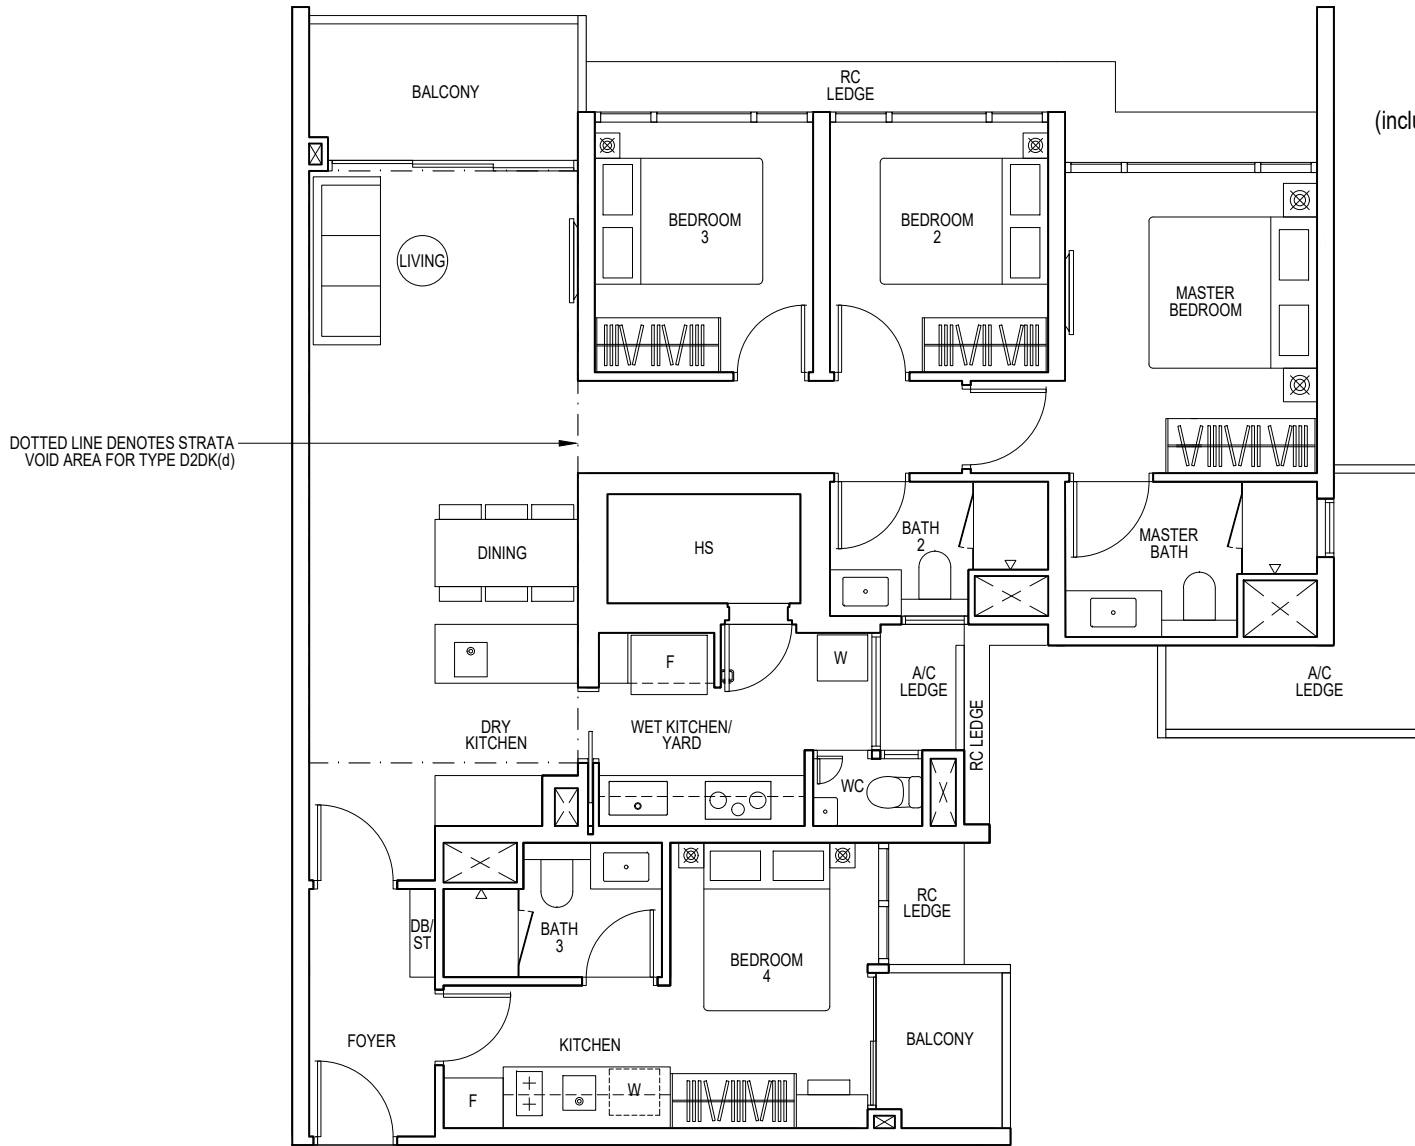 BALCONY
RC
LEDGE
(inclu
BEDROOM
3
BEDROOM
2
LIVING
MASTER
BEDROOM
DOTTED LINE DENOTES STRATA
VOID AREA FOR TYPE D2DK(d)
DINING
HS
BATH
2
MASTER
BATH
F
W
A/C
LEDGE
A/C
LEDGE
DRY
KITCHEN
WET KITCHEN/
YARD
RC LEDGE
WC
DB/
ST
BATH
3
BEDROOM
4
RC
LEDGE
FOYER
KITCHEN
BALCONY
F
W